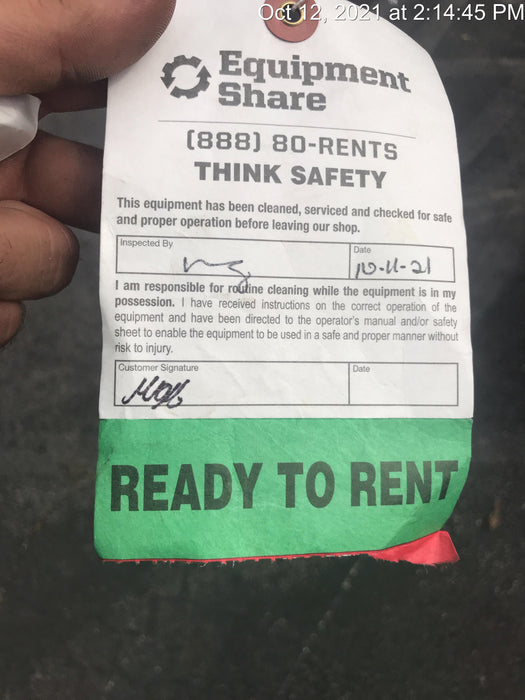 Oct 12, 2021 at 2:14:45 PM
Equipment
Share
(888) 80-RENTS
THINK SAFETY
This equipment has been cleaned, serviced and checked for safe
and proper operation before leaving our shop.
Inspected By
Date
10-11-21
I am responsible for routine cleaning while the equipment is in my
possession. I have received instructions on the correct operation of the
equipment and have been directed to the operator's manual and/or safety
sheet to enable the equipment to be used in a safe and proper manner without
risk to injury.
Customer Signature
Date
READY TO RENT